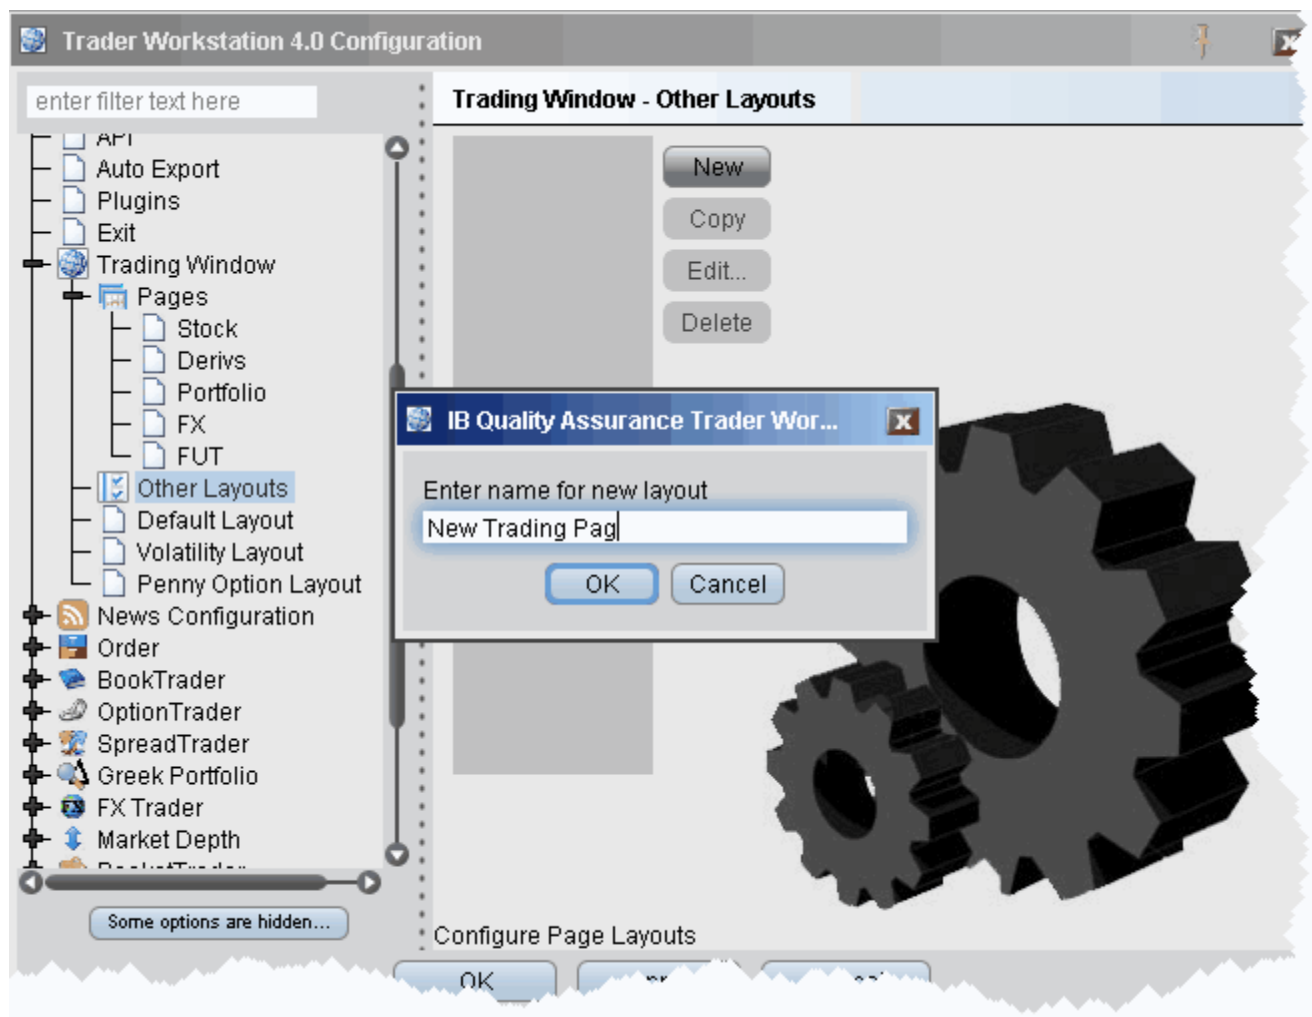 Trader Workstation 4.0 Configuration
enter filter text here
API
Auto Export
Plugins
Exit
Trading Window
Pages
Stock
Derivs
Portfolio
FX
FUT
Other Layouts
Default Layout
Volatility Layout
Penny Option Layout
News Configuration
Order
BookTrader
OptionTrader
SpreadTrader
Greek Portfolio
FX Trader
Market Depth
Some options are hidden...
Trading Window - Other Layouts
New
Copy
Edit...
Delete
IB Quality Assurance Trader Wor...
Enter name for new layout
New Trading Pag
OK
Cancel
Configure Page Layouts
OK